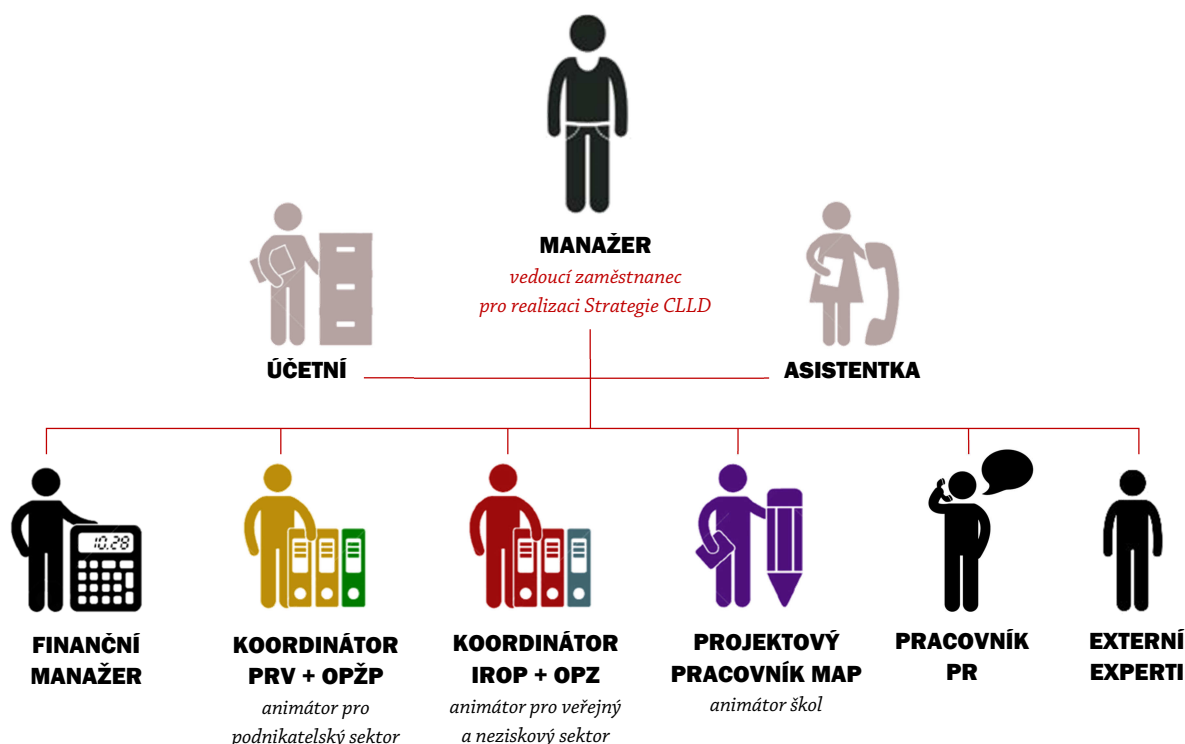 MANAŽER
vedoucí zaměstnanec
pro realizaci Strategie CLLD
ÚČETNÍ
ASISTENTKA
10.28
FINANČNÍ
MANAŽER
KOORDINÁTOR
PRV + OPŽP
animátor pro
podnikatelský sektor
KOORDINÁTOR
IROP + OPZ
animátor pro veřejný
a neziskový sektor
PROJEKTOVÝ
PRACOVNÍK MAP
animátor škol
PRACOVNÍK
PR
EXTERNÍ
EXPERTI